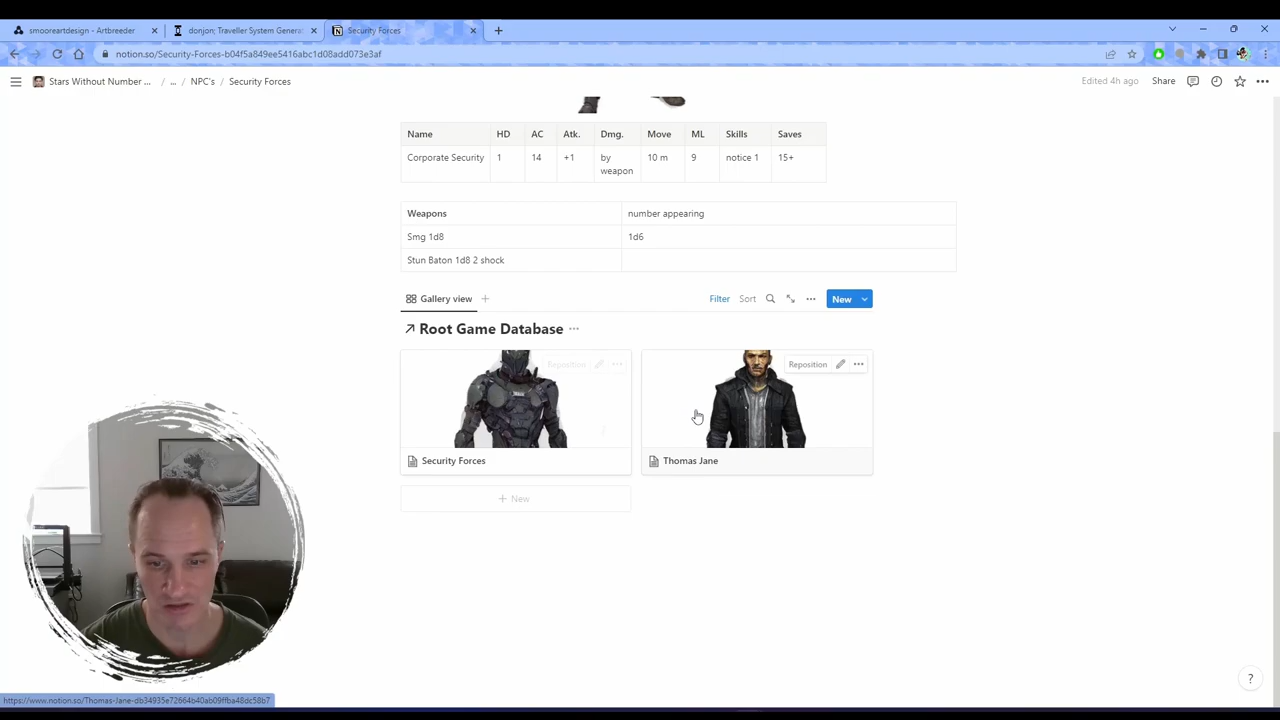 smooreartdesign - Artbreeder
donjon; Traveller System Genera
Security Forces
notion.so/Security-Forces-b04f5a849ee5416abc1d08add073e3af
Stars Without Number ... / ... / NPC's / Security Forces
Edited 4h ago Share
Name HD AC Atk. Dmg. Move ML Skills Saves
Corporate Security 1 14 +1 by weapon 10 m 9 notice 1 15+
Weapons number appearing
Smg 1d8 1d6
Stun Baton 1d8 2 shock
Gallery view Filter Sort New
Root Game Database
Reposition Reposition
Security Forces Thomas Jane
+ New
?
https://www.notion.so/Thomas-Jane-db34935e72664b40ab09ffba48dc58b7